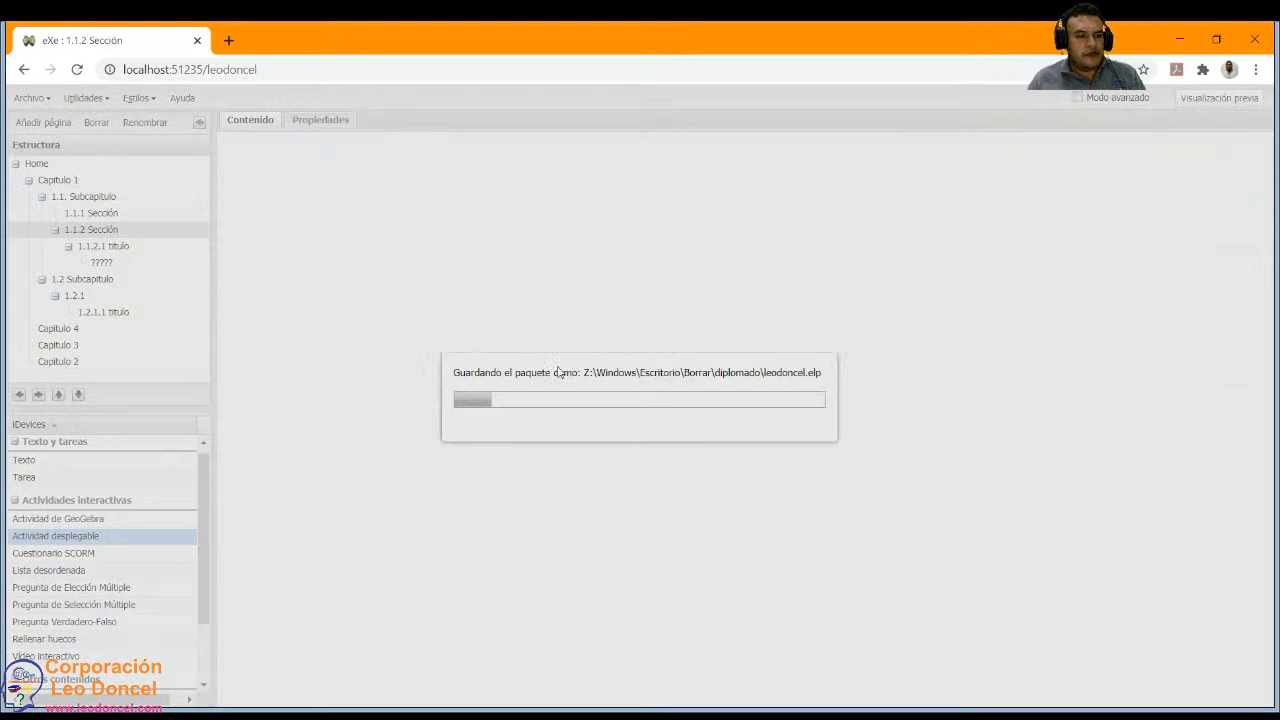 eXe : 1.1.2 Sección
localhost:51235/leodoncel
Archivo Utilidades Estilos Ayuda
Modo avanzado
Visualización previa
Añadir página Borrar Renombrar
Contenido Propiedades
Estructura
Home
Capitulo 1
1.1. Subcapitulo
1.1.1 Sección
1.1.2 Sección
1.1.2.1 titulo
?????
1.2 Subcapitulo
1.2.1
1.2.1.1 titulo
Capitulo 4
Capitulo 3
Capitulo 2
Guardando el paquete como: Z:\Windows\Escritorio\Borrar\diplomado\leodoncel.elp
iDevices
Texto y tareas
Texto
Tarea
Actividades interactivas
Actividad de GeoGebra
Actividad desplegable
Cuestionario SCORM
Lista desordenada
Pregunta de Elección Múltiple
Pregunta de Selección Múltiple
Pregunta Verdadero-Falso
Rellenar huecos
Vídeo interactivo
Otros contenidos
Corporación
Leo Doncel
www.leodoncel.com
?